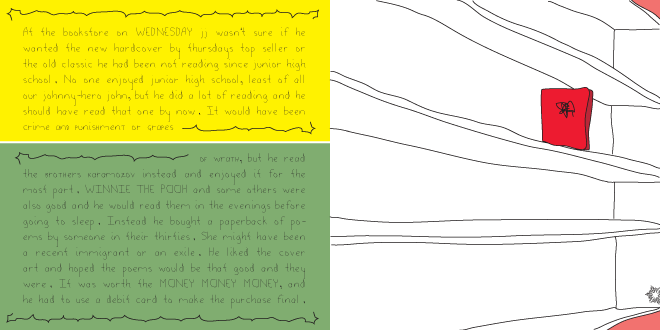 At the bookstore on WEDNESDAY jj wasn't sure if he
wanted the new hardcover by thursdays top seller or
the old classic he had been not reading since junior high
school. No one enjoyed junior high school, least of all
our johnny-hero john, but he did a lot of reading and he
should have read that one by now. It would have been
crime and punishment or grapes
of wrath, but he read
the brothers karamazov instead and enjoyed it for the
most part. WINNIE THE POOH and some others were
also good and he would read them in the evenings before
going to sleep. Instead he bought a paperback of po-
ems by someone in their thirties. She might have been
a recent immigrant or an exile. He liked the cover
art and hoped the poems would be that good and they
were. It was worth the MONEY MONEY MONEY, and
he had to use a debit card to make the purchase final.